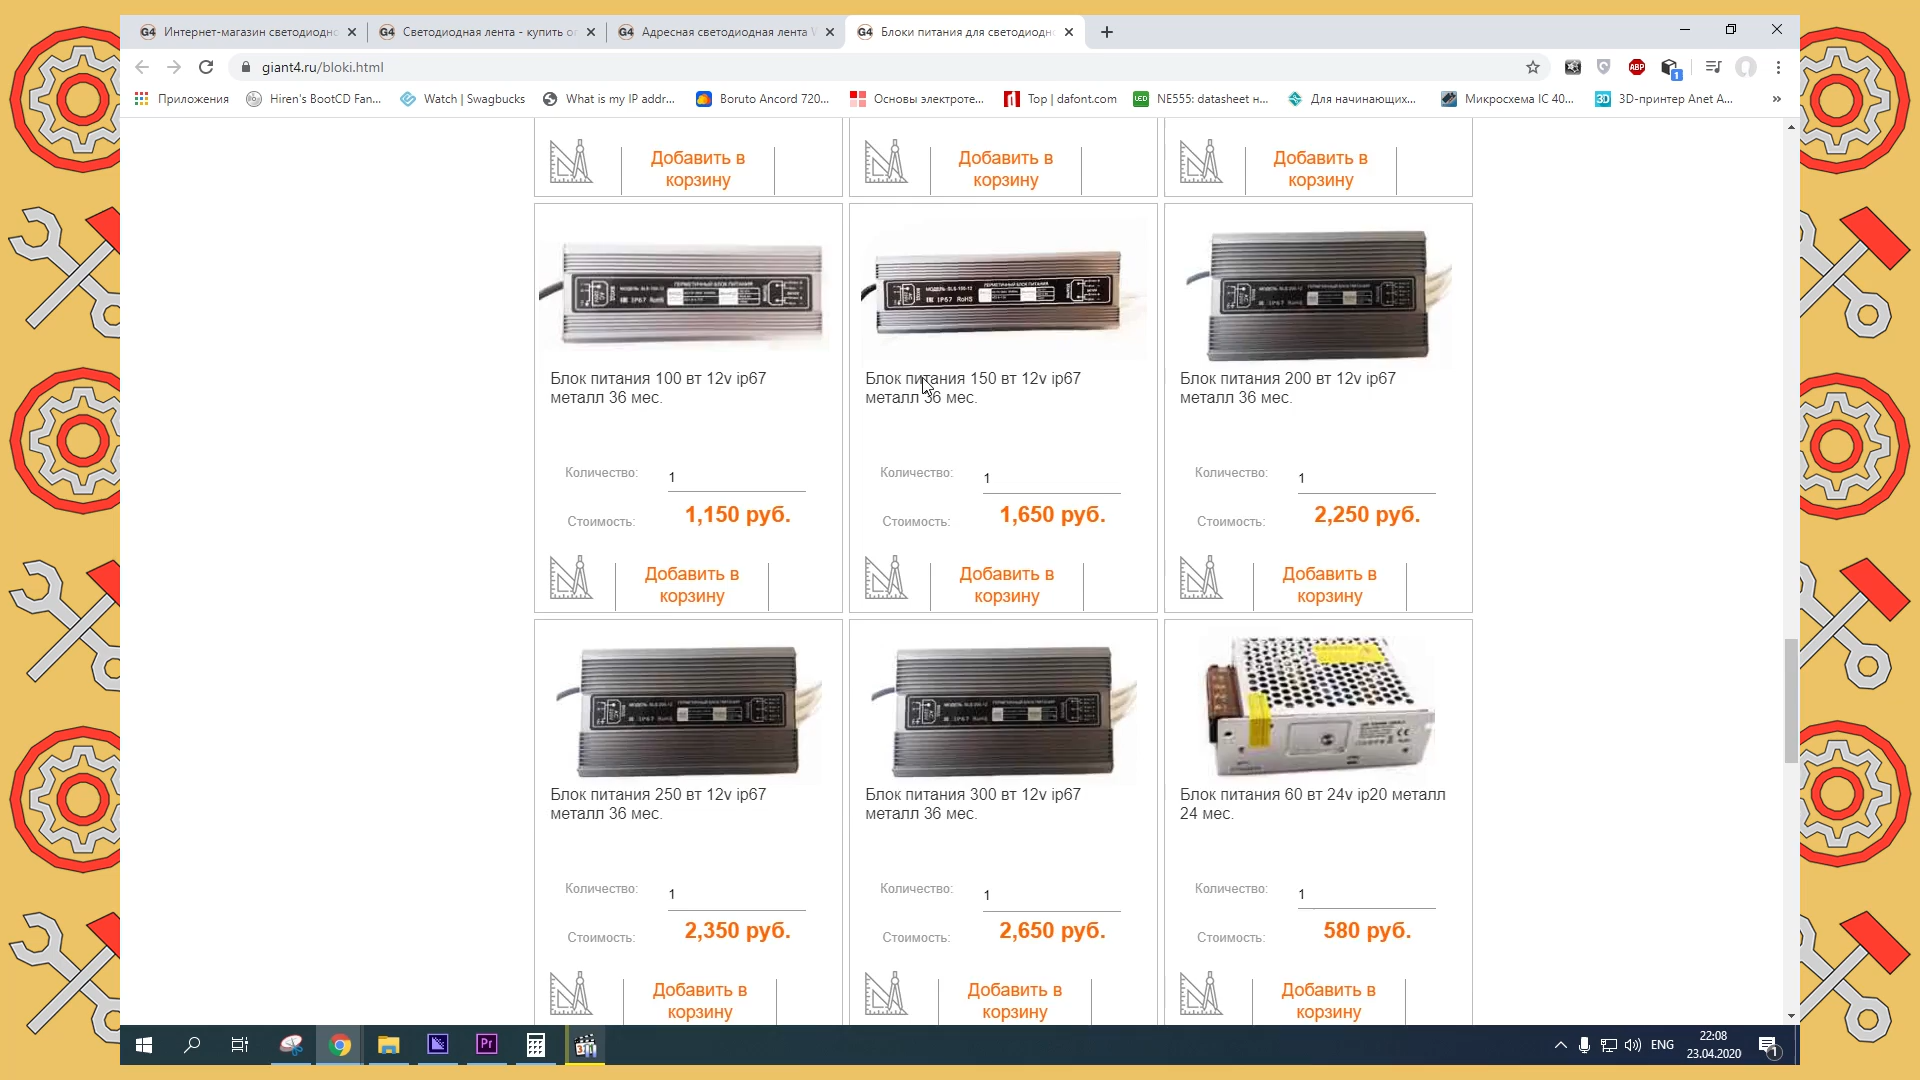 Интернет-магазин светодиодн
Светодиодная лента - купить оп
Адресная светодиодная лента W
Блоки питания для светодиодн
giant4.ru/bloki.html
Приложения
Hiren's BootCD Fan...
Watch | Swagbucks
What is my IP addr...
Boruto Ancord 720...
Основы электроте...
Top | dafont.com
NE555: datasheet н...
Для начинающих...
Микросхема IC 40...
3D-принтер Anet A...
»
Добавить в
корзину
Добавить в
корзину
Добавить в
корзину
Блок питания 100 вт 12v ip67
металл 36 мес.
Количество:
1
Стоимость:
1,150 руб.
Добавить в
корзину
Блок питания 150 вт 12v ip67
металл 36 мес.
Количество:
1
Стоимость:
1,650 руб.
Добавить в
корзину
Блок питания 200 вт 12v ip67
металл 36 мес.
Количество:
1
Стоимость:
2,250 руб.
Добавить в
корзину
Блок питания 250 вт 12v ip67
металл 36 мес.
Количество:
1
Стоимость:
2,350 руб.
Добавить в
корзину
Блок питания 300 вт 12v ip67
металл 36 мес.
Количество:
1
Стоимость:
2,650 руб.
Добавить в
корзину
Блок питания 60 вт 24v ip20 металл
24 мес.
Количество:
1
Стоимость:
580 руб.
Добавить в
корзину
ENG
22:08
23.04.2020
1